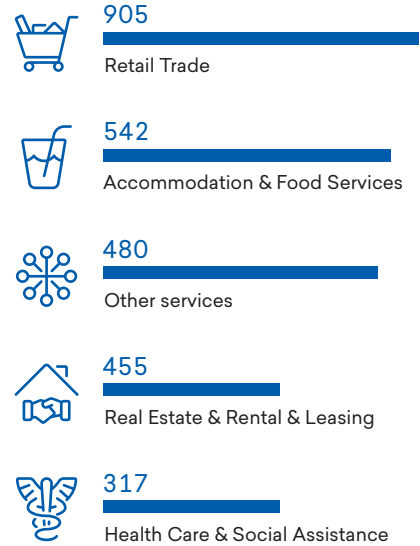 905
Retail Trade
542
Accommodation & Food Services
480
Other services
455
Real Estate & Rental & Leasing
317
Health Care & Social Assistance